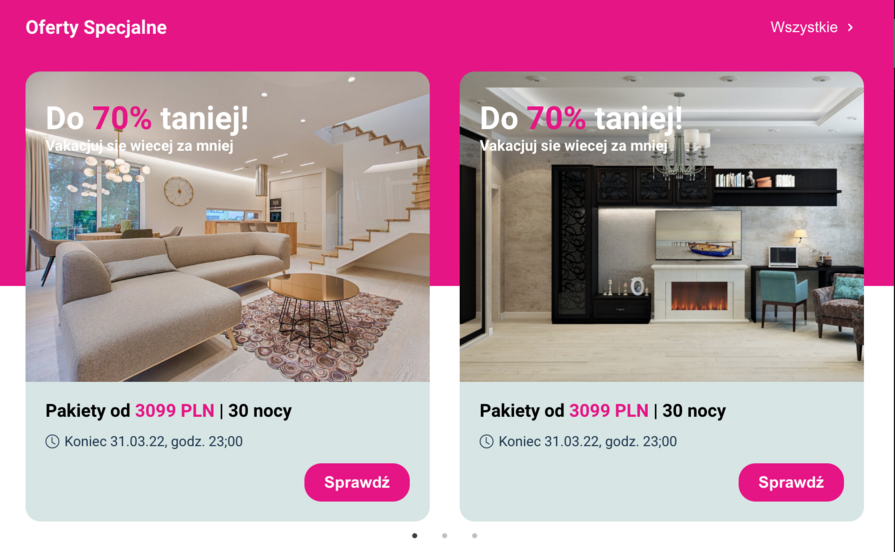 Oferty Specjalne
Wszystkie
Do 70% taniej!
Vakacjuj sie wiecej za mniej
Pakiety od 3099 PLN | 30 nocy
Koniec 31.03.22, godz. 23;00
Sprawdź
Do 70% taniej!
Vakacjuj sie wiecej za mniej
Pakiety od 3099 PLN | 30 nocy
Koniec 31.03.22, godz. 23;00
Sprawdź